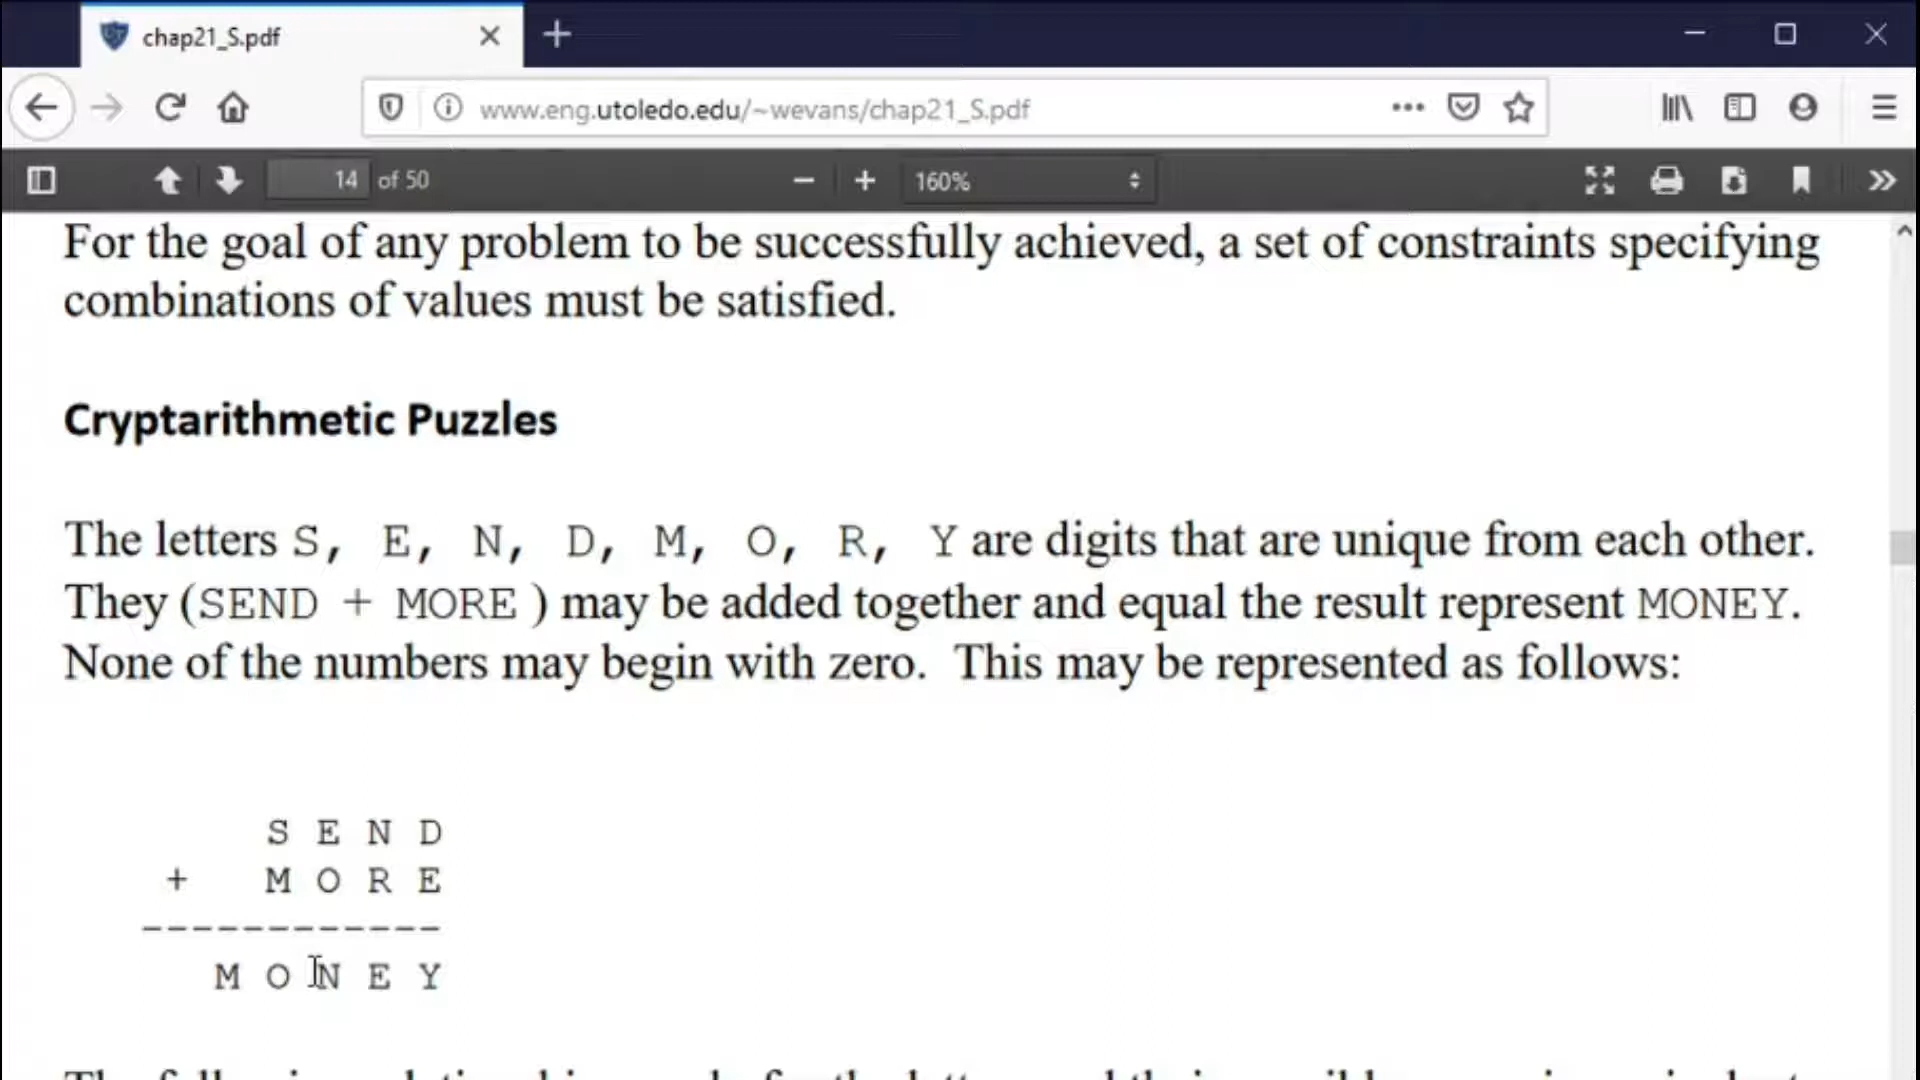 chap21_S.pdf
www.eng.utoledo.edu/~wevans/chap21_S.pdf
14 of 50
160%
For the goal of any problem to be successfully achieved, a set of constraints specifying
combinations of values must be satisfied.
Cryptarithmetic Puzzles
The letters S, E, N, D, M, O, R, Y are digits that are unique from each other.
They (SEND + MORE ) may be added together and equal the result represent MONEY.
None of the numbers may begin with zero. This may be represented as follows:
S E N D
+ M O R E
------------
M O N E Y